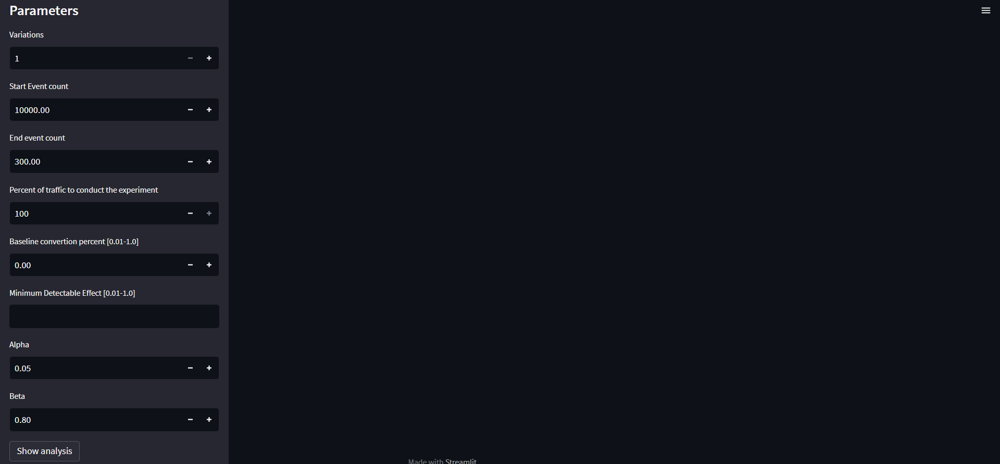 Parameters
Variations
1
Start Event count
10000.00
End event count
300.00
Percent of traffic to conduct the experiment
100
Baseline convertion percent [0.01-1.0]
0.00
Minimum Detectable Effect [0.01-1.0]
Alpha
0.05
Beta
0.80
Show analysis
Made with Streamlit